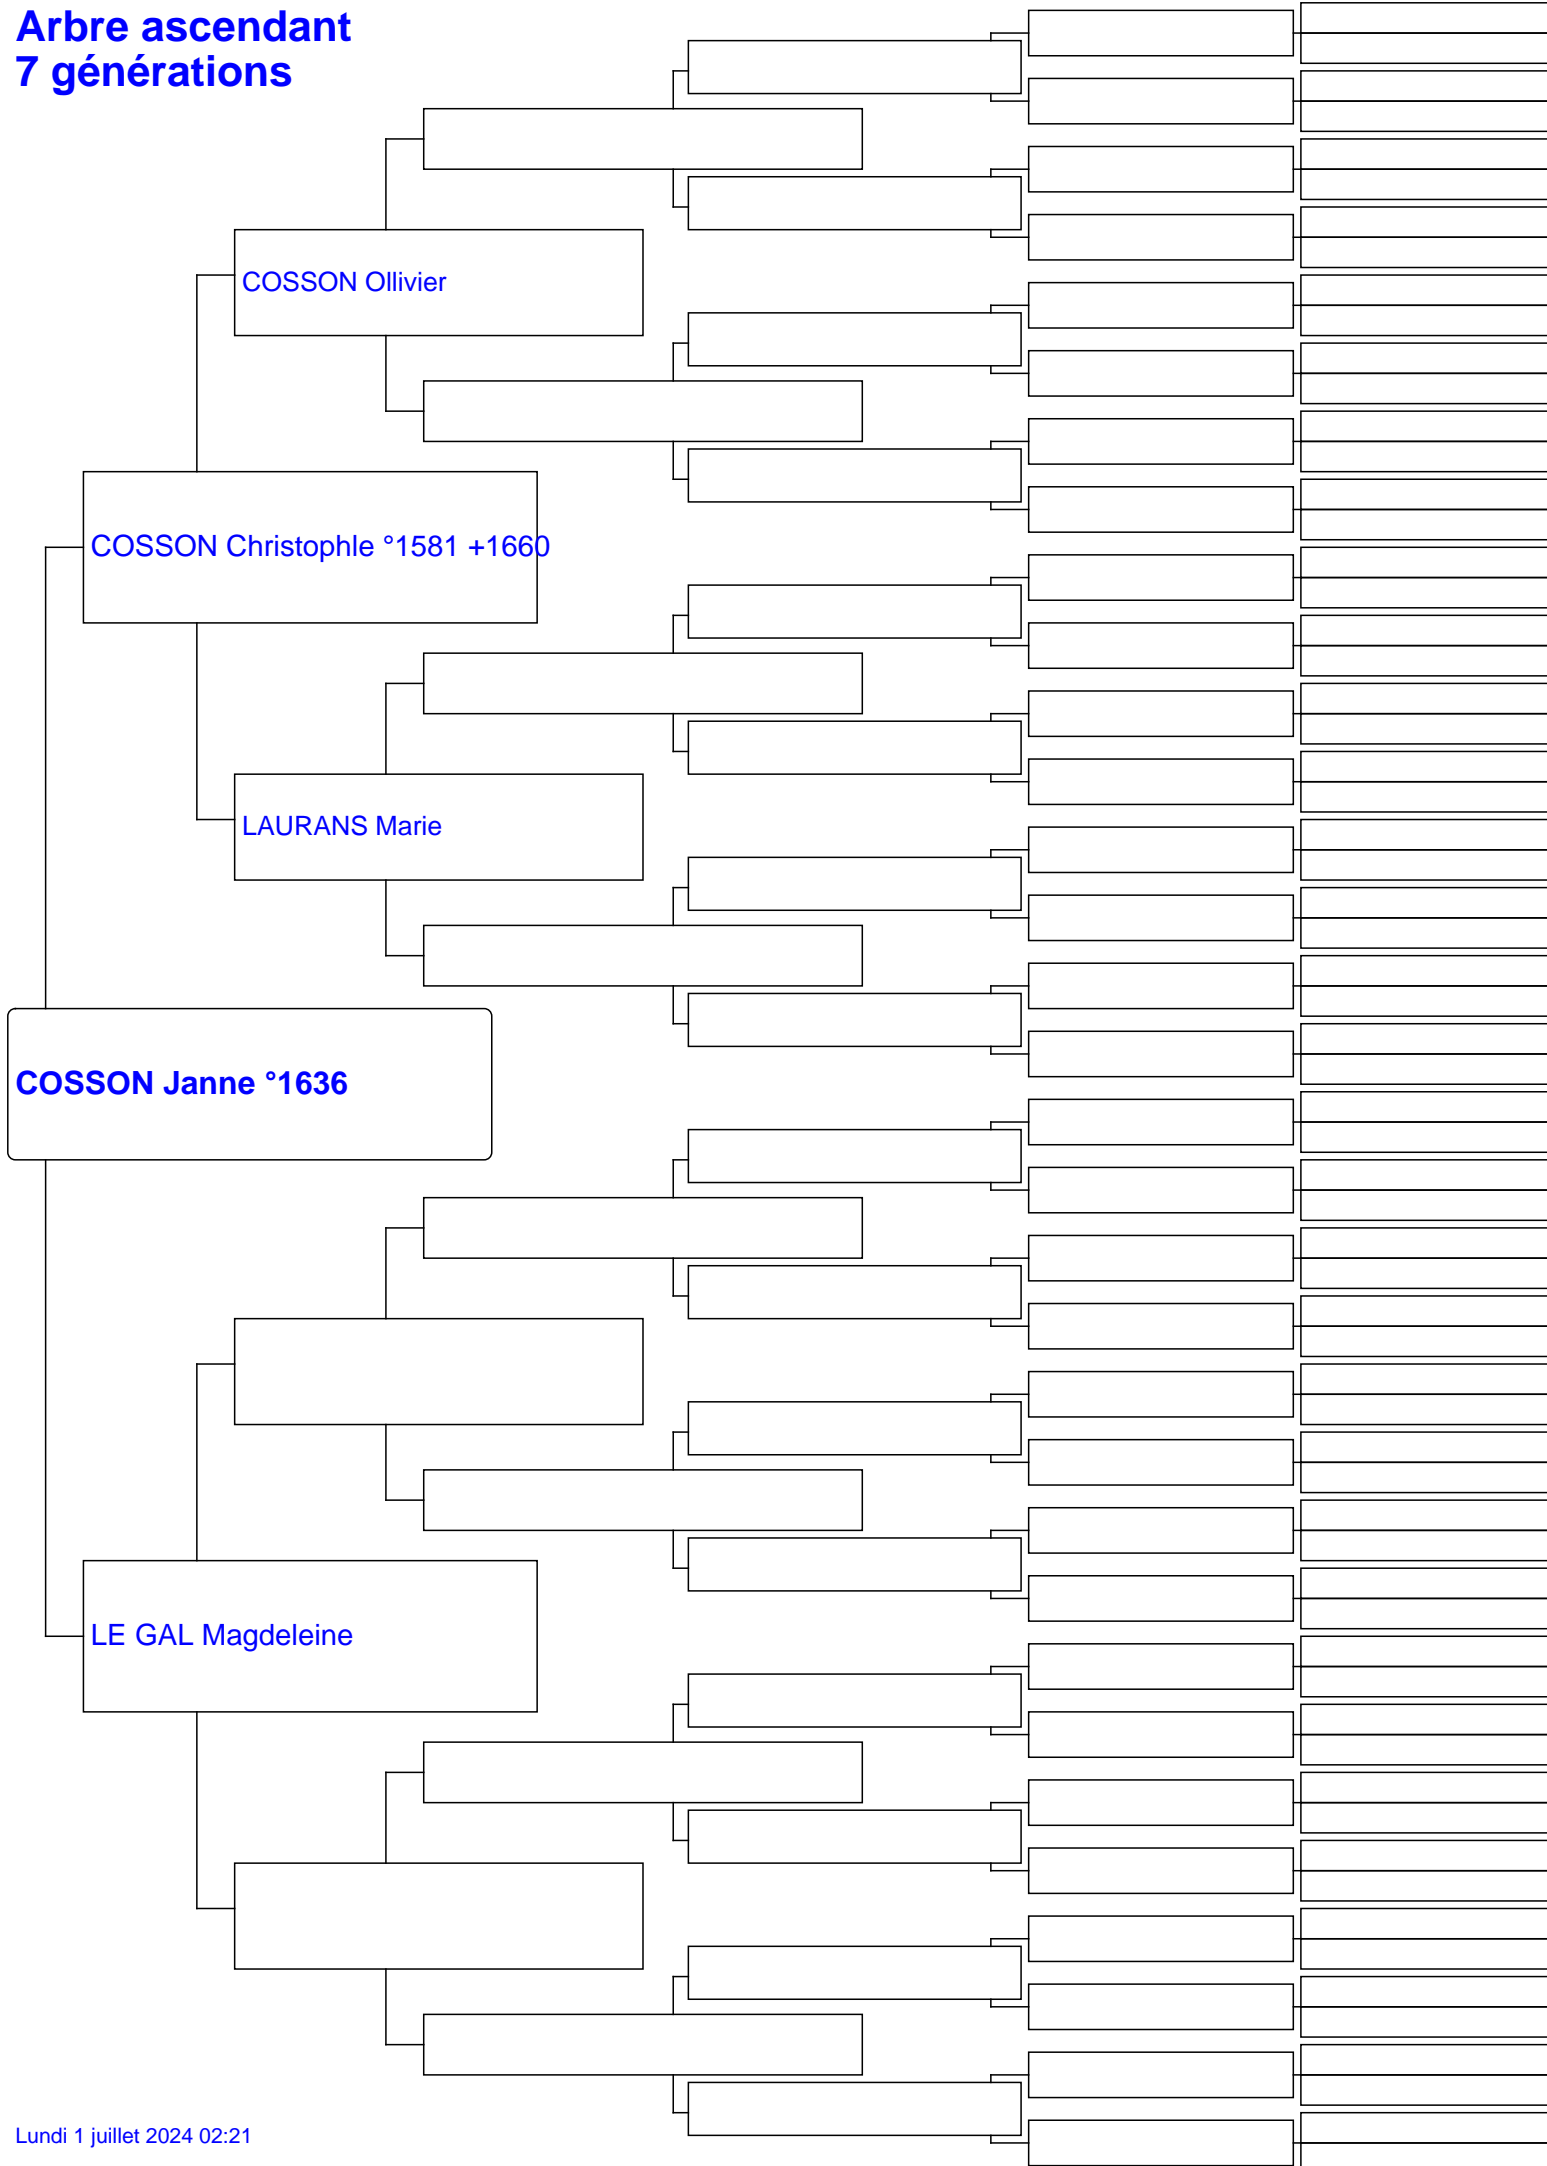 Arbre ascendant
7 générations
COSSON Ollivier
COSSON Christophle °1581 +1660
LAURANS Marie
COSSON Janne °1636
LE GAL Magdeleine
Lundi 1 juillet 2024 02:21